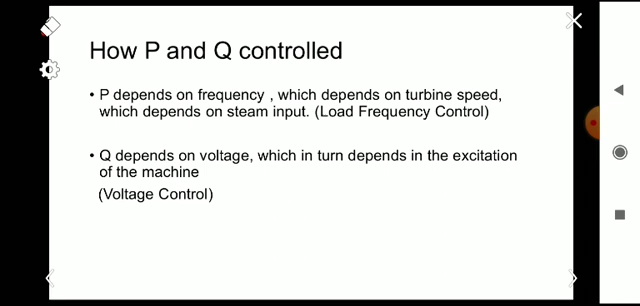 How P and Q controlled
• P depends on frequency , which depends on turbine speed,
which depends on steam input. (Load Frequency Control)
• Q depends on voltage, which in turn depends in the excitation
of the machine
(Voltage Control)